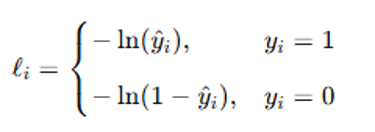 − ln(ŷᵢ), yᵢ = 1
ℓᵢ =
− ln(1 − ŷᵢ), yᵢ = 0